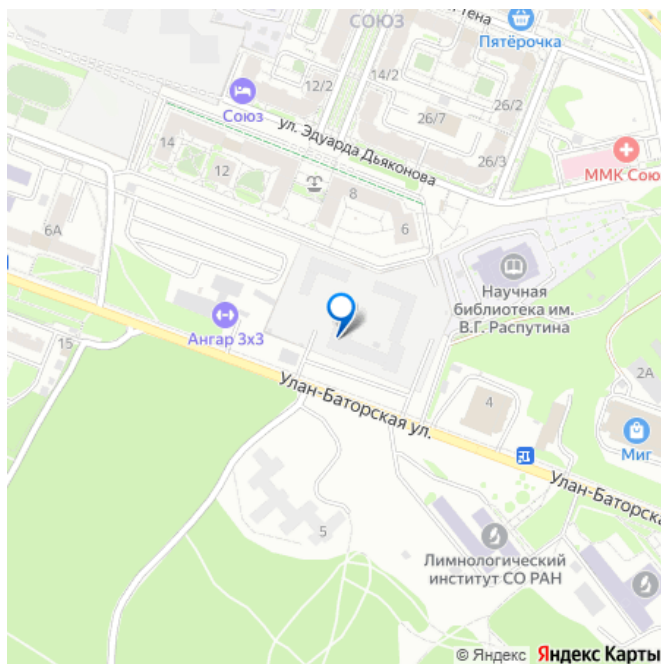 СОЮЗ
Пятёрочка
12/2
14/2
26/2
26/7
Союз
ул. Эдуарда Дьяконова
26/3
ММК Союз
14
12
8
6
6А
Научная
библиотека им.
В.Г. Распутина
Ангар 3х3
15
2А
Улан-Баторская ул.
4
Миг
Улан-Баторска
5
Лимнологический
институт СО РАН
© Яндекс Яндекс Карты